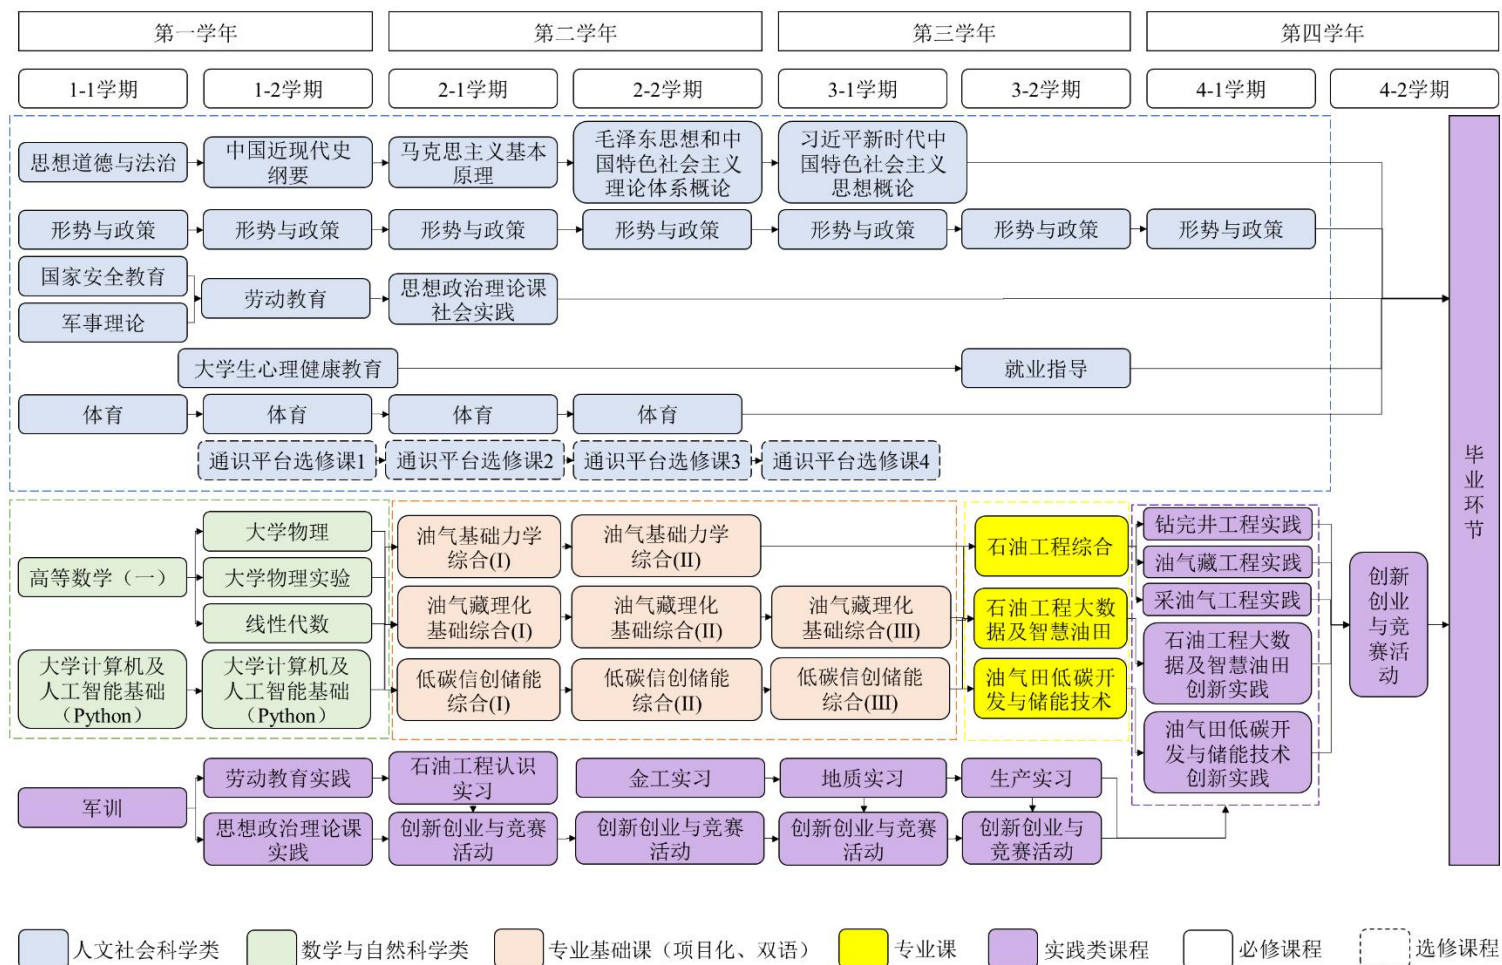 第一学年
第二学年
第三学年
第四学年
1-1学期
1-2学期
2-1学期
2-2学期
3-1学期
3-2学期
4-1学期
4-2学期
思想道德与法治
中国近现代史
纲要
马克思主义基本
原理
毛泽东思想和中
国特色社会主义
理论体系概论
习近平新时代中
国特色社会主义
思想概论
形势与政策
形势与政策
形势与政策
形势与政策
形势与政策
形势与政策
形势与政策
国家安全教育
军事理论
劳动教育
思想政治理论课
社会实践
大学生心理健康教育
就业指导
体育
体育
体育
体育
通识平台选修课1
通识平台选修课2
通识平台选修课3
通识平台选修课4
毕
业
环
节
高等数学（一）
大学物理
大学物理实验
线性代数
大学计算机及
人工智能基础
（Python）
大学计算机及
人工智能基础
（Python）
油气基础力学
综合(I)
油气基础力学
综合(II)
油气藏理化
基础综合(I)
油气藏理化
基础综合(II)
油气藏理化
基础综合(III)
低碳信创储能
综合(I)
低碳信创储能
综合(II)
低碳信创储能
综合(III)
石油工程综合
石油工程大数
据及智慧油田
油气田低碳开
发与储能技术
钻完井工程实践
油气藏工程实践
采油气工程实践
石油工程大数
据及智慧油田
创新实践
油气田低碳开
发与储能技术
创新实践
创新
创业
与竞
赛活
动
军训
劳动教育实践
石油工程认识
实习
金工实习
地质实习
生产实习
思想政治理论课
实践
创新创业与竞赛
活动
创新创业与竞赛
活动
创新创业与竞赛
活动
创新创业与
竞赛活动
人文社会科学类
数学与自然科学类
专业基础课（项目化、双语）
专业课
实践类课程
必修课程
选修课程